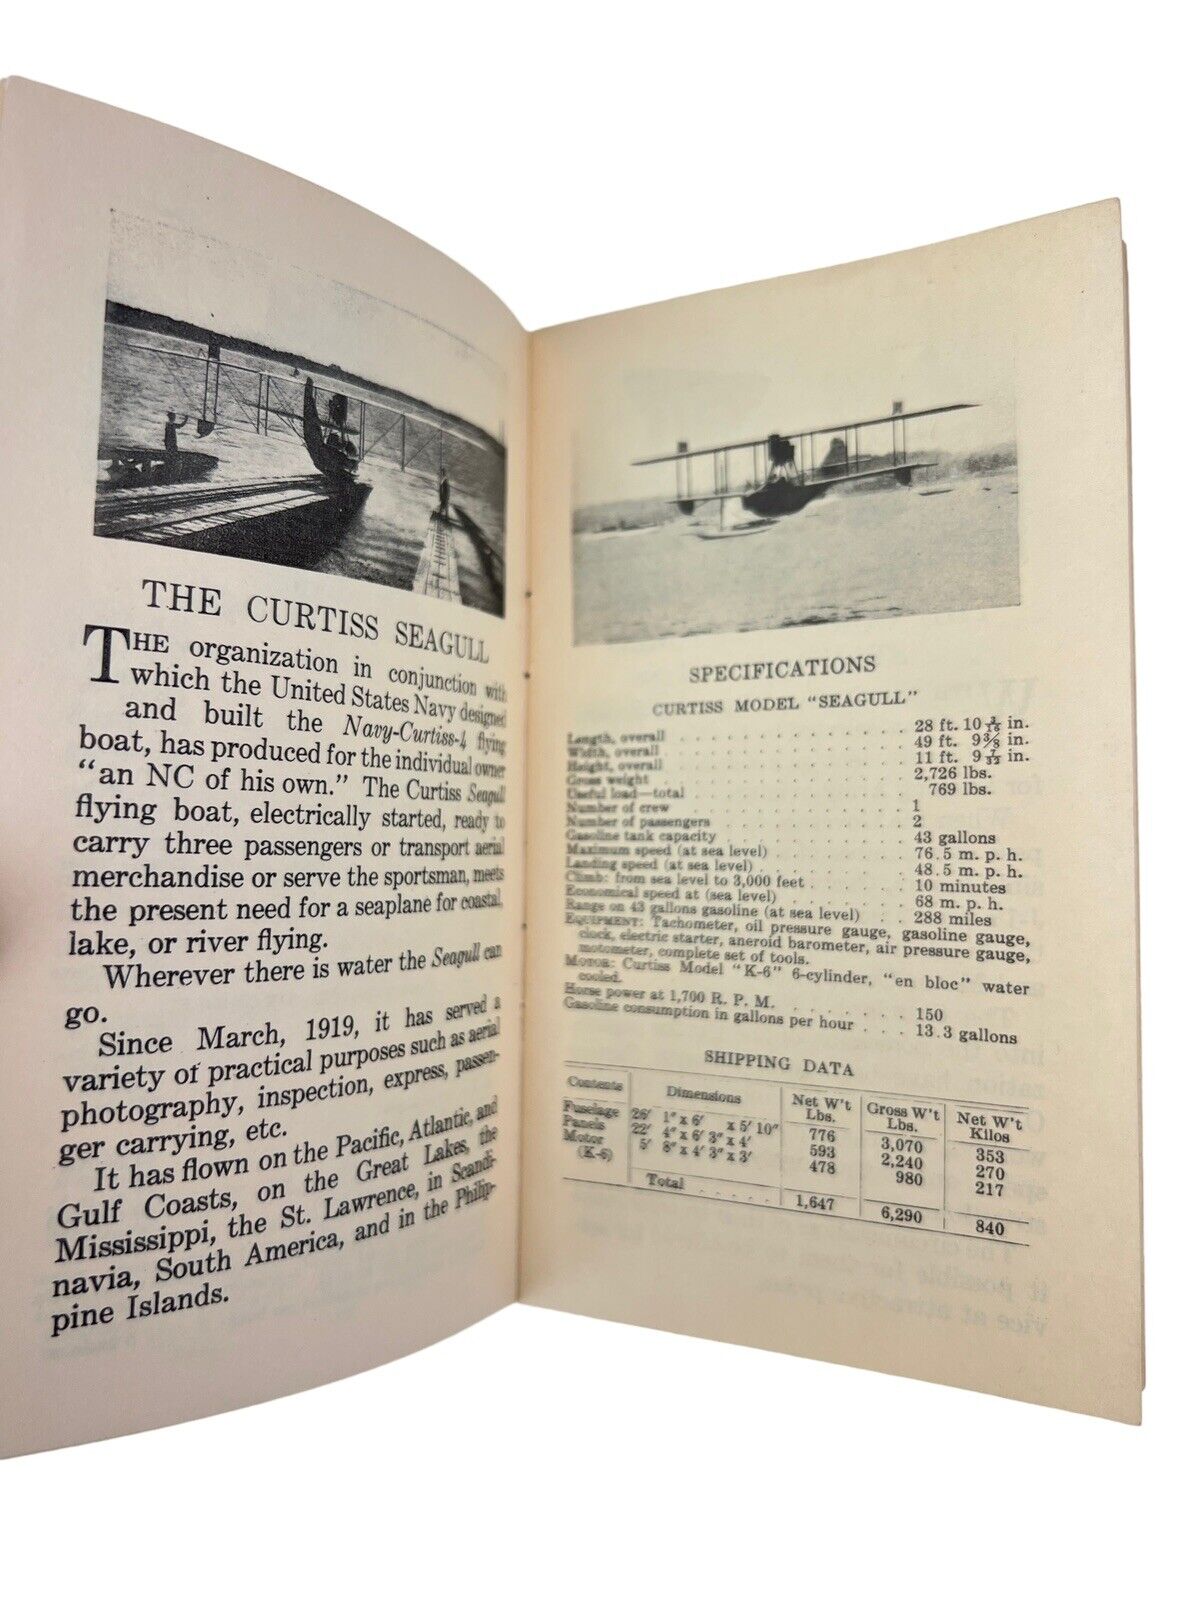 THE CURTISS SEAGULL
THE organization in conjunction with
which the United States Navy designed
and built the Navy-Curtiss-4 flying
boat, has produced for the individual owner
"an NC of his own." The Curtiss Seagull
flying boat, electrically started, ready to
carry three passengers or transport aerial
merchandise or serve the sportsman, meets
the present need for a seaplane for coastal,
lake, or river flying.
Wherever there is water the Seagull can
go.
Since March, 1919, it has served a
variety of practical purposes such as aerial
photography, inspection, express, passen-
ger carrying, etc.
It has flown on the Pacific, Atlantic, and
Gulf Coasts, on the Great Lakes, the
Mississippi, the St. Lawrence, in Scandi-
navia, South America, and in the Philip-
pine Islands.
SPECIFICATIONS
CURTISS MODEL "SEAGULL"
Length, overall . . . . . . . . . 28 ft. 10 in.
Width, overall . . . . . . . . . 49 ft. 9 3/8 in.
Height, overall . . . . . . . . . 11 ft. 9 in.
Gross weight . . . . . . . . . 2,726 lbs.
Useful load—total . . . . . . . . . 769 lbs.
Number of crew . . . . . . . . . 1
Number of passengers . . . . . . . . . 2
Gasoline tank capacity . . . . . . . . 43 gallons
Maximum speed (at sea level) . . . . . . 76.5 m. p. h.
Landing speed (at sea level) . . . . . . 48.5 m. p. h.
Climb: from sea level to 3,000 feet . . . . 10 minutes
Economical speed at (sea level) . . . . . 68 m. p. h.
Range on 43 gallons gasoline (at sea level) . . 288 miles
EQUIPMENT: Tachometer, oil pressure gauge, gasoline gauge,
clock, electric starter, aneroid barometer, air pressure gauge,
motometer, complete set of tools.
MOTOR: Curtiss Model "K-6" 6-cylinder, "en bloc" water
cooled.
Horse power at 1,700 R. P. M. . . . . . . 150
Gasoline consumption in gallons per hour . . . 13.3 gallons
SHIPPING DATA
Contents Dimensions Net W't Lbs. Gross W't Lbs. Net W't Kilos
Fuselage 26' 1" x 6' x 5' 10" 776 3,070 353
Panels 22' 4" x 6' 3" x 4' 593 2,240 270
Motor (K-6) 5' 8" x 4' 3" x 3' 478 980 217
Total . . . . . 1,647 6,290 840